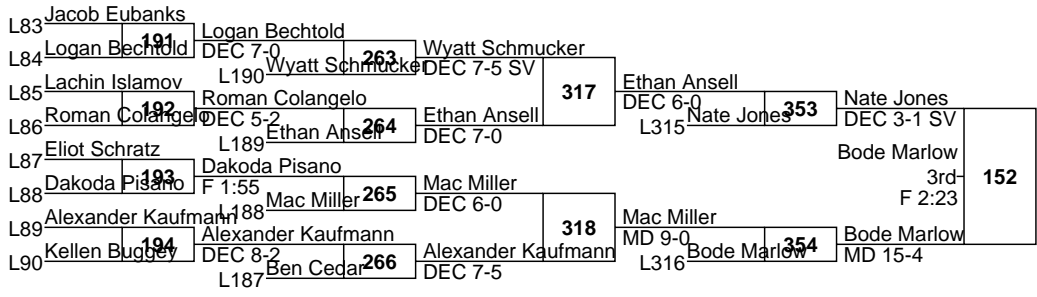 Jacob Eubanks
L83
191
Logan Bechtold
Logan Bechtold
DEC 7-0
L84
263
Wyatt Schmucker
L190
Wyatt Schmucker
DEC 7-5 SV
Lachin Islamov
L85
317
Ethan Ansell
DEC 6-0
192
Roman Colangelo
353
Nate Jones
Roman Colangelo
DEC 5-2
L86
264
Ethan Ansell
L315
Nate Jones
DEC 3-1 SV
L189
Ethan Ansell
DEC 7-0
Eliot Schratz
L87
Bode Marlow
193
Dakoda Pisano
3rd
152
Dakoda Pisano
F 1:55
L88
265
Mac Miller
F 2:23
L188
Mac Miller
DEC 6-0
Alexander Kaufmann
L89
318
Mac Miller
MD 9-0
194
Alexander Kaufmann
354
Bode Marlow
Kellen Buggey
DEC 8-2
L90
266
Alexander Kaufmann
L316
Bode Marlow
MD 15-4
L187
Ben Cedar
DEC 7-5